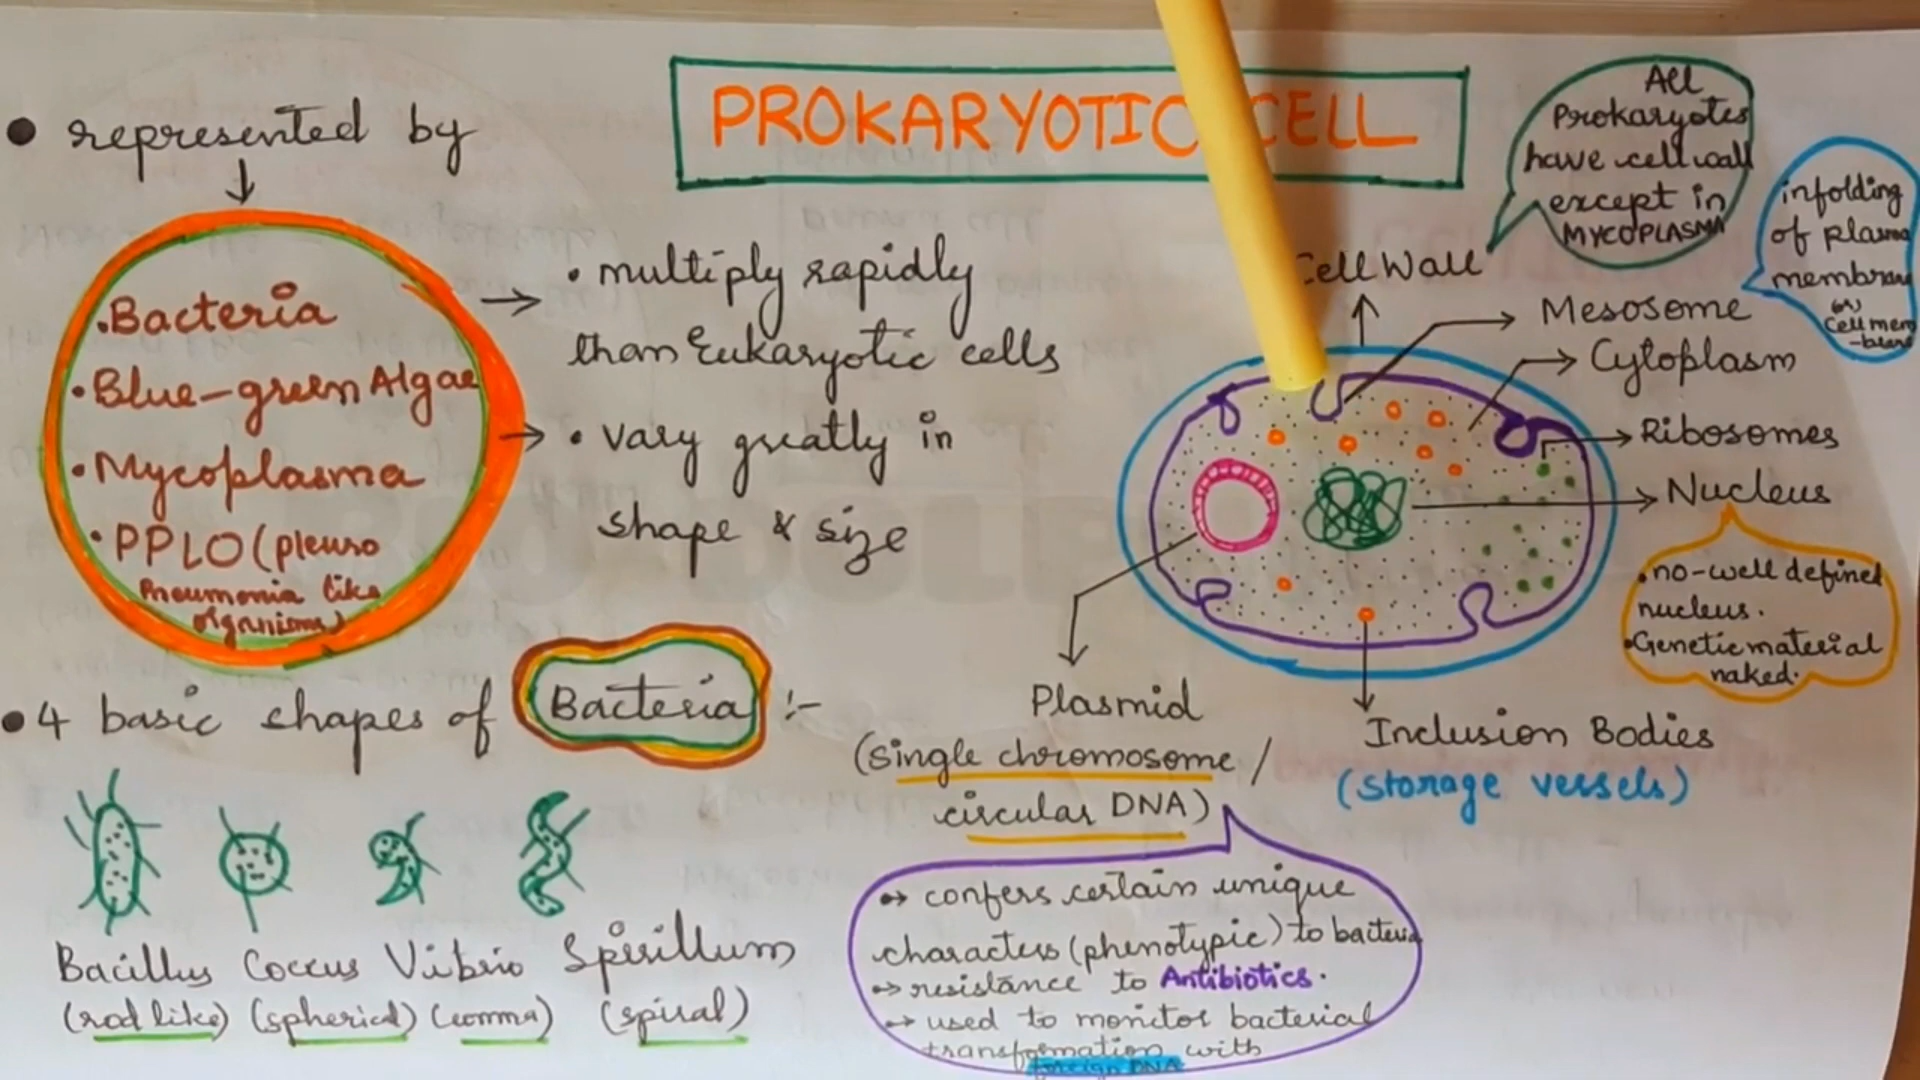 PROKARYOTIC CELL
• represented by
• Bacteria
• Blue-green Algae
• Mycoplasma
• PPLO (pleuro
Pneumonia like
organisms)
• multiply rapidly
than Eukaryotic cells
• vary greatly in
shape & size
• 4 basic shapes of Bacteria :-
Bacillus Coccus Vibrio Spirillum
(rod like) (spherical) (comma) (spiral)
All
Prokaryotes
have cell wall
except in
MYCOPLASMA
infolding
of plasma
membrane
(or)
Cell mem
-brane
Cell Wall
Mesosome
Cytoplasm
Ribosomes
Nucleus
• no-well defined
nucleus.
• Genetic material
naked.
Plasmid
(single chromosome /
circular DNA)
Inclusion Bodies
(storage vessels)
→ confers certain unique
characters (phenotypic) to bacteria
→ resistance to Antibiotics.
→ used to monitor bacterial
transformation with
foreign DNA